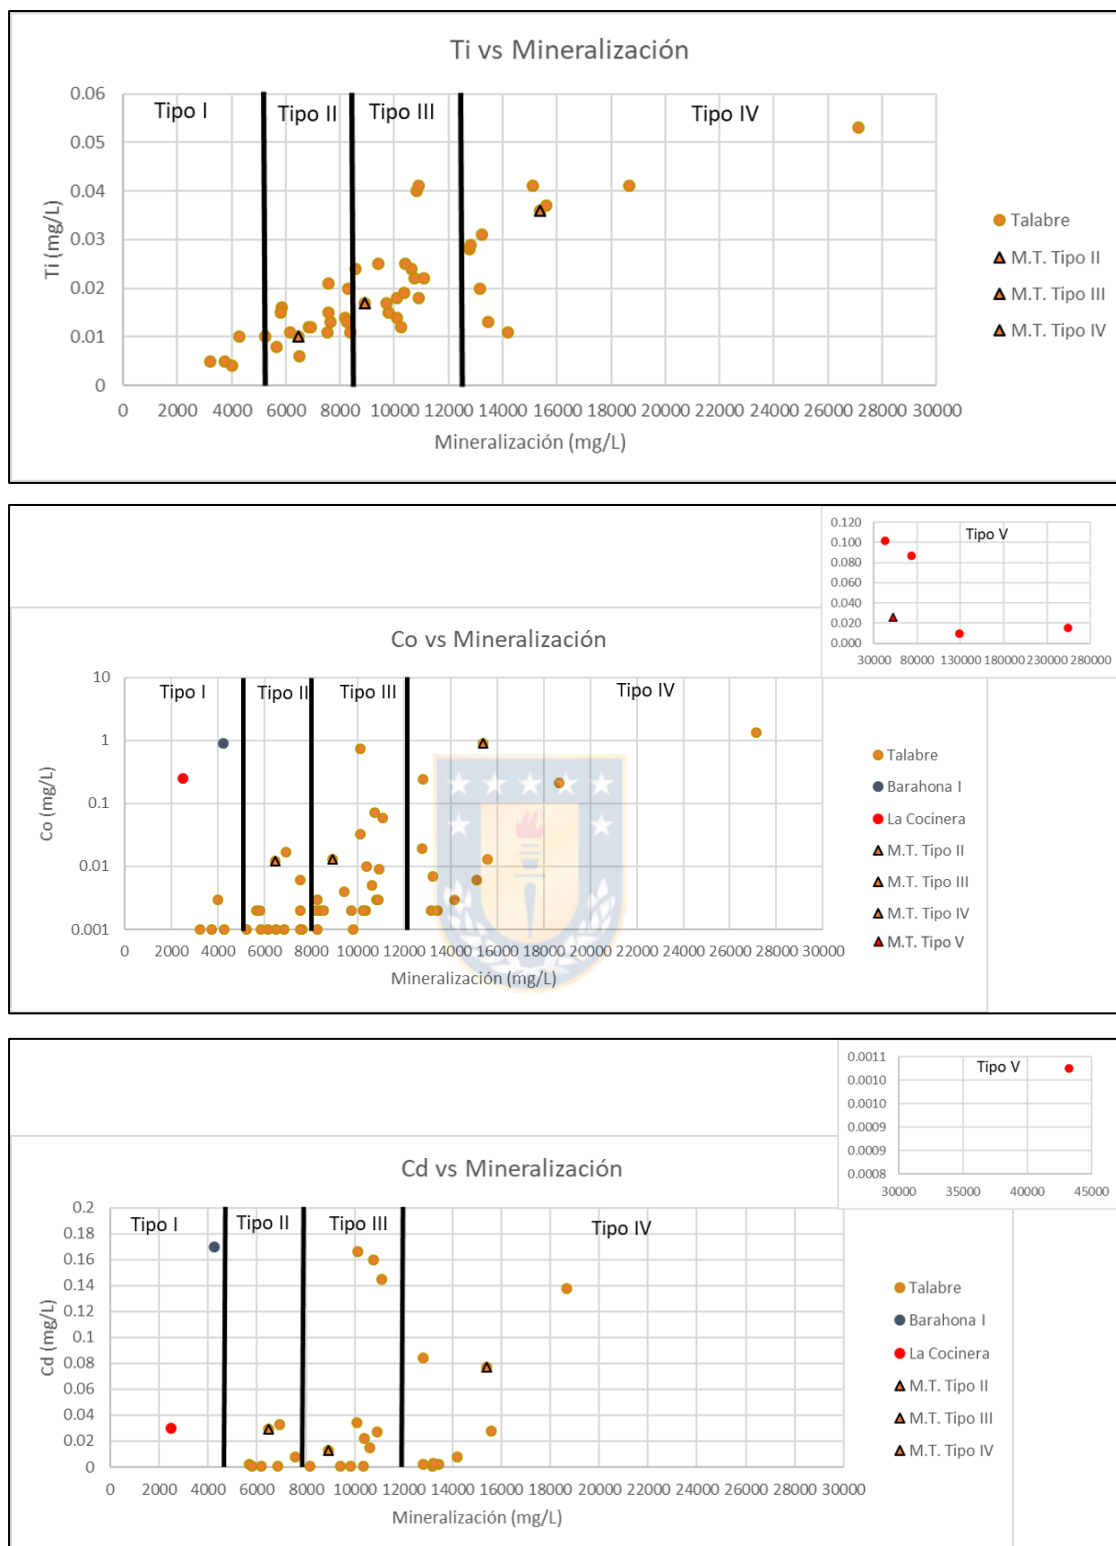 Ti vs Mineralización
Tipo I
Tipo II
Tipo III
Tipo IV
0.06
0.05
0.04
0.03
0.02
0.01
0
Ti (mg/L)
0 2000 4000 6000 8000 10000 12000 14000 16000 18000 20000 22000 24000 26000 28000 30000
Mineralización (mg/L)
Talabre
M.T. Tipo II
M.T. Tipo III
M.T. Tipo IV
Tipo V
0.120
0.100
0.080
0.060
0.040
0.020
0.000
30000 80000 130000 180000 230000 280000
Co vs Mineralización
Tipo I
Tipo II
Tipo III
Tipo IV
10
1
0.1
0.01
0.001
Co (mg/L)
0 2000 4000 6000 8000 10000 12000 14000 16000 18000 20000 22000 24000 26000 28000 30000
Mineralización (mg/L)
Talabre
Barahona I
La Cocinera
M.T. Tipo II
M.T. Tipo III
M.T. Tipo IV
M.T. Tipo V
Tipo V
0.0011
0.0010
0.0010
0.0009
0.0009
0.0008
30000 35000 40000 45000
Cd vs Mineralización
Tipo I
Tipo II
Tipo III
Tipo IV
0.2
0.18
0.16
0.14
0.12
0.1
0.08
0.06
0.04
0.02
0
Cd (mg/L)
0 2000 4000 6000 8000 10000 12000 14000 16000 18000 20000 22000 24000 26000 28000 30000
Mineralización (mg/L)
Talabre
Barahona I
La Cocinera
M.T. Tipo II
M.T. Tipo III
M.T. Tipo IV